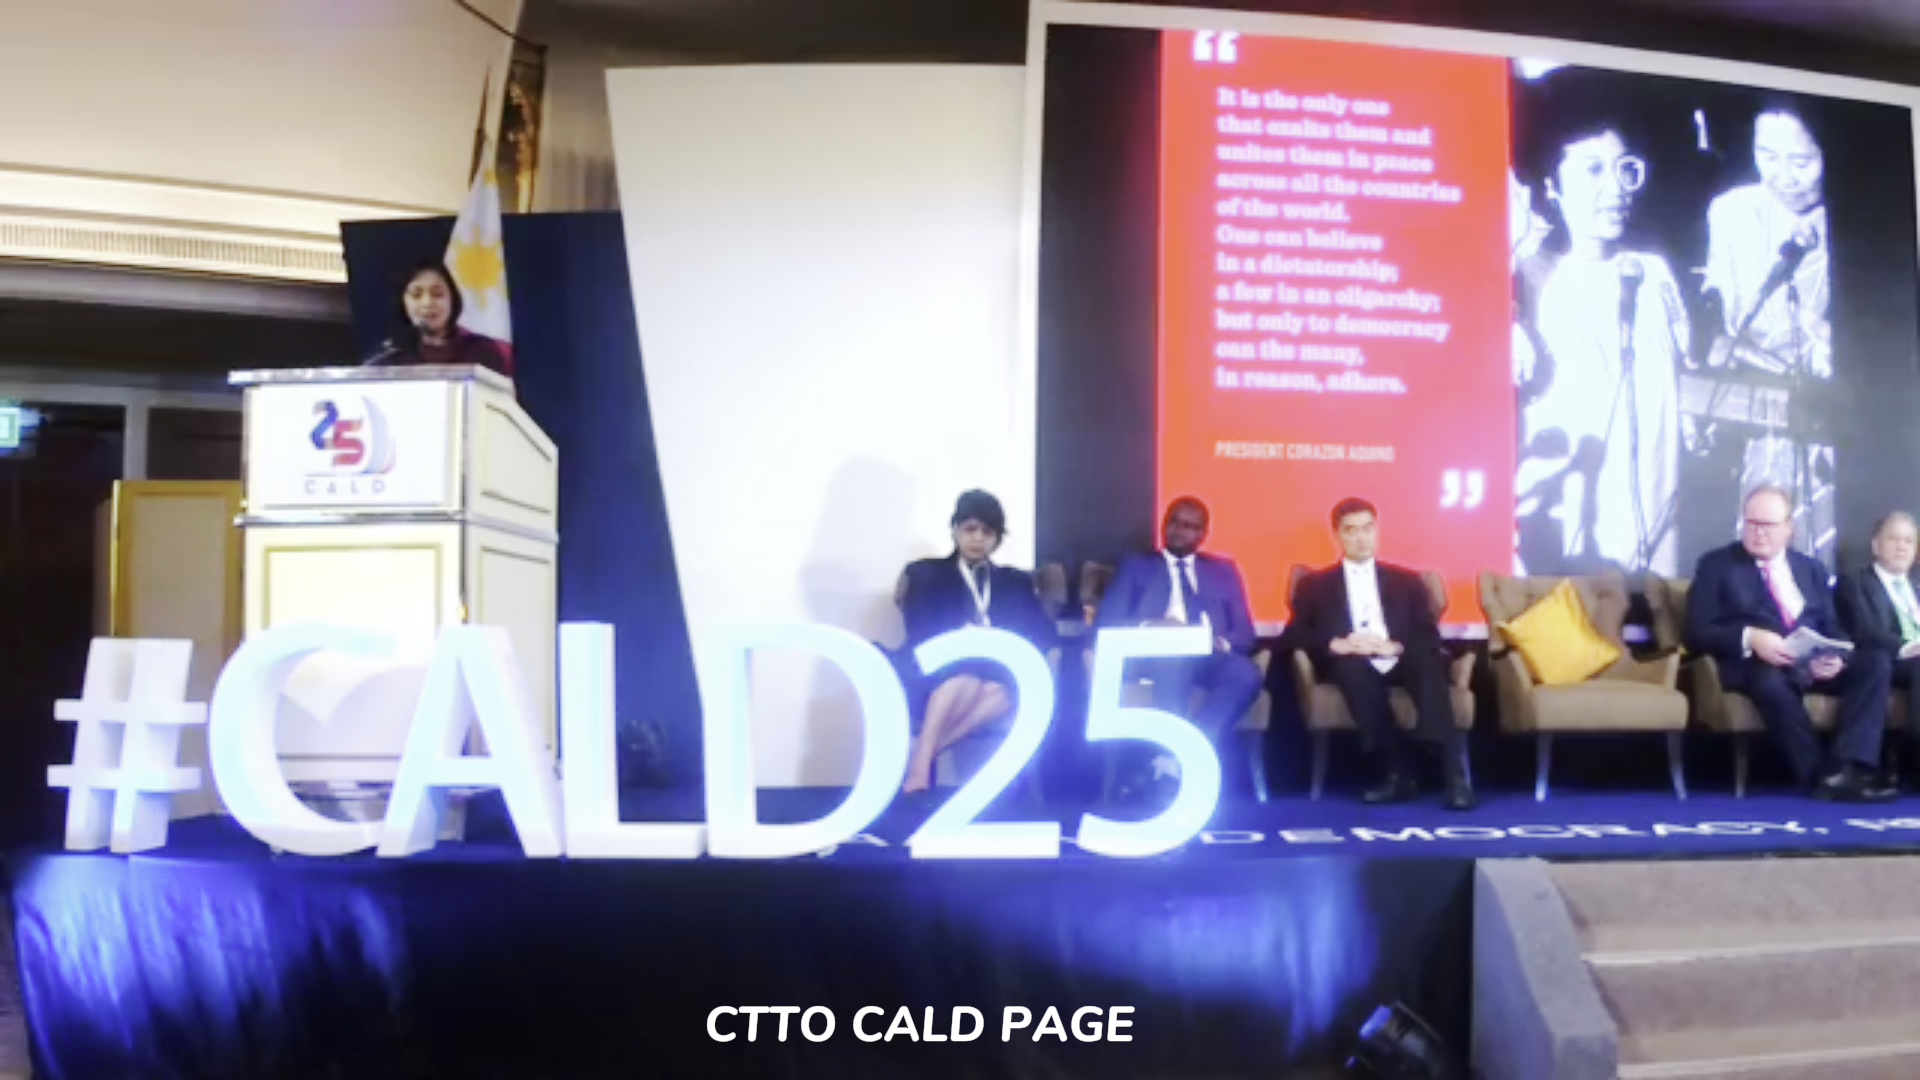 “
It is the only one
that exalts them and
unites them in peace
across all the countries
of the world.
One can believe
in a dictatorship;
a few in an oligarchy;
but only to democracy
can the many,
in reason, adhere.
PRESIDENT CORAZON AQUINO
”
25
CALD
#CALD25
DEMOCRACY,
CTTO CALD PAGE